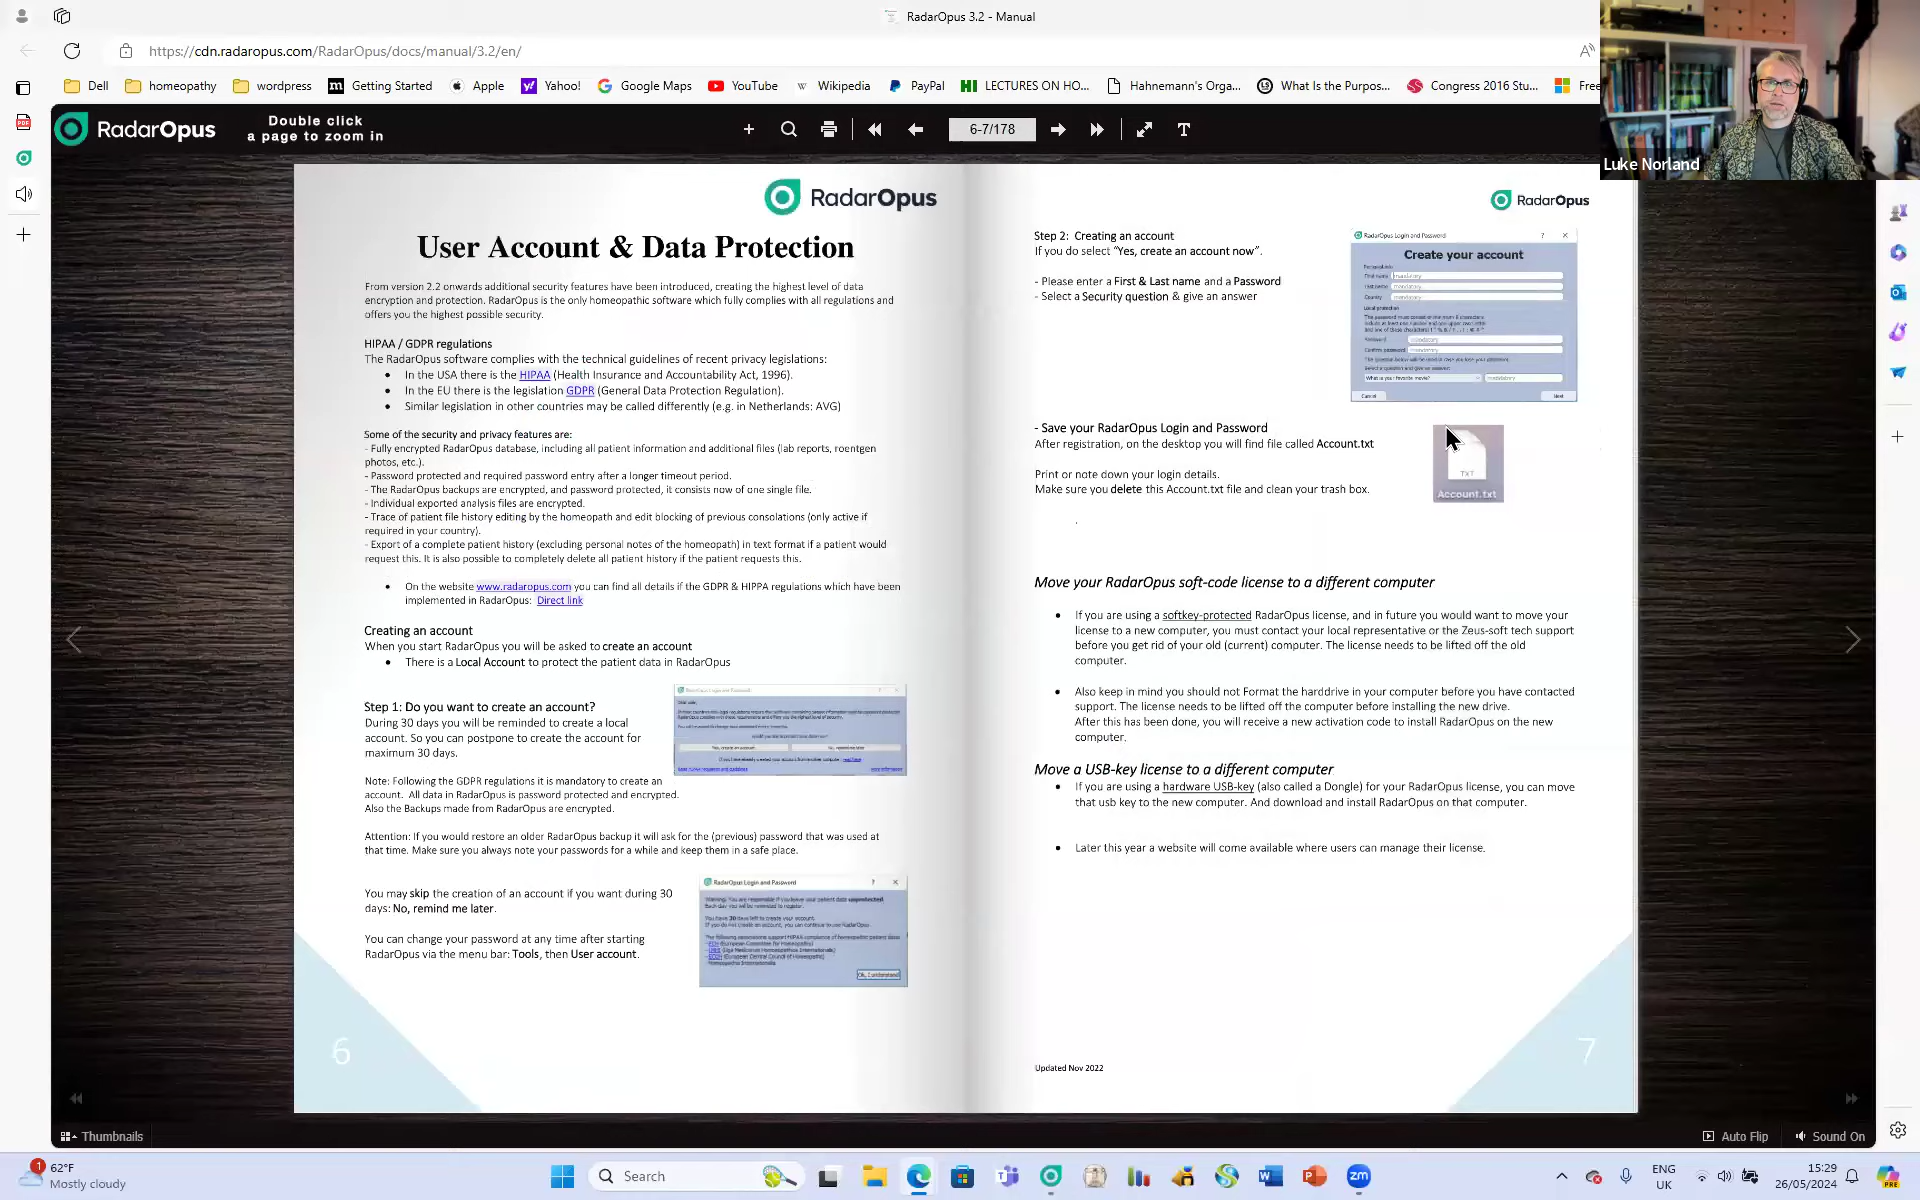 RadarOpus 3.2 - Manual
https://cdn.radaropus.com/RadarOpus/docs/manual/3.2/en/
Dell
homeopathy
wordpress
Getting Started
Apple
Yahoo!
Google Maps
YouTube
Wikipedia
PayPal
LECTURES ON HO...
Hahnemann's Orga...
What Is the Purpos...
Congress 2016 Stu...
Free
Luke Norland
RadarOpus
Double click
a page to zoom in
6-7/178
RadarOpus
User Account & Data Protection
From version 2.2 onwards additional security features have been introduced, creating the highest level of data
encryption and protection. RadarOpus is the only homeopathic software which fully complies with all regulations and
offers you the highest possible security.
HIPAA / GDPR regulations
The RadarOpus software complies with the technical guidelines of recent privacy legislations:
• In the USA there is the HIPAA (Health Insurance and Accountability Act, 1996).
• In the EU there is the legislation GDPR (General Data Protection Regulation).
• Similar legislation in other countries may be called differently (e.g. in Netherlands: AVG)
Some of the security and privacy features are:
- Fully encrypted RadarOpus database, including all patient information and additional files (lab reports, roentgen
photos, etc.).
- Password protected and required password entry after a longer timeout period.
- The RadarOpus backups are encrypted, and password protected, it consists now of one single file.
- Individual exported analysis files are encrypted.
- Trace of patient file history editing by the homeopath and edit blocking of previous consolations (only active if
required in your country).
- Export of a complete patient history (excluding personal notes of the homeopath) in text format if a patient would
request this. It is also possible to completely delete all patient history if the patient requests this.
• On the website www.radaropus.com you can find all details if the GDPR & HIPPA regulations which have been
implemented in RadarOpus: Direct link
Creating an account
When you start RadarOpus you will be asked to create an account
• There is a Local Account to protect the patient data in RadarOpus
Step 1: Do you want to create an account?
During 30 days you will be reminded to create a local
account. So you can postpone to create the account for
maximum 30 days.
Note: Following the GDPR regulations it is mandatory to create an
account. All data in RadarOpus is password protected and encrypted.
Also the Backups made from RadarOpus are encrypted.
Attention: If you would restore an older RadarOpus backup it will ask for the (previous) password that was used at
that time. Make sure you always note your passwords for a while and keep them in a safe place.
You may skip the creation of an account if you want during 30
days: No, remind me later.
You can change your password at any time after starting
RadarOpus via the menu bar: Tools, then User account.
RadarOpus Login and Password
Ok, I understand
6
RadarOpus
Step 2: Creating an account
If you do select "Yes, create an account now".
- Please enter a First & Last name and a Password
- Select a Security question & give an answer
RadarOpus Login and Password
Create your account
First name
Last name
Country
Password
Confirm password
What is your favorite movie?
Cancel
Next
- Save your RadarOpus Login and Password
After registration, on the desktop you will find file called Account.txt
Print or note down your login details.
Make sure you delete this Account.txt file and clean your trash box.
TXT
Account.txt
Move your RadarOpus soft-code license to a different computer
• If you are using a softkey-protected RadarOpus license, and in future you would want to move your
license to a new computer, you must contact your local representative or the Zeus-soft tech support
before you get rid of your old (current) computer. The license needs to be lifted off the old
computer.
• Also keep in mind you should not Format the harddrive in your computer before you have contacted
support. The license needs to be lifted off the computer before installing the new drive.
After this has been done, you will receive a new activation code to install RadarOpus on the new
computer.
Move a USB-key license to a different computer
• If you are using a hardware USB-key (also called a Dongle) for your RadarOpus license, you can move
that usb key to the new computer. And download and install RadarOpus on that computer.
• Later this year a website will come available where users can manage their license.
Updated Nov 2022
7
Thumbnails
Auto Flip
Sound On
1
62°F
Mostly cloudy
Search
ENG
UK
15:29
26/05/2024